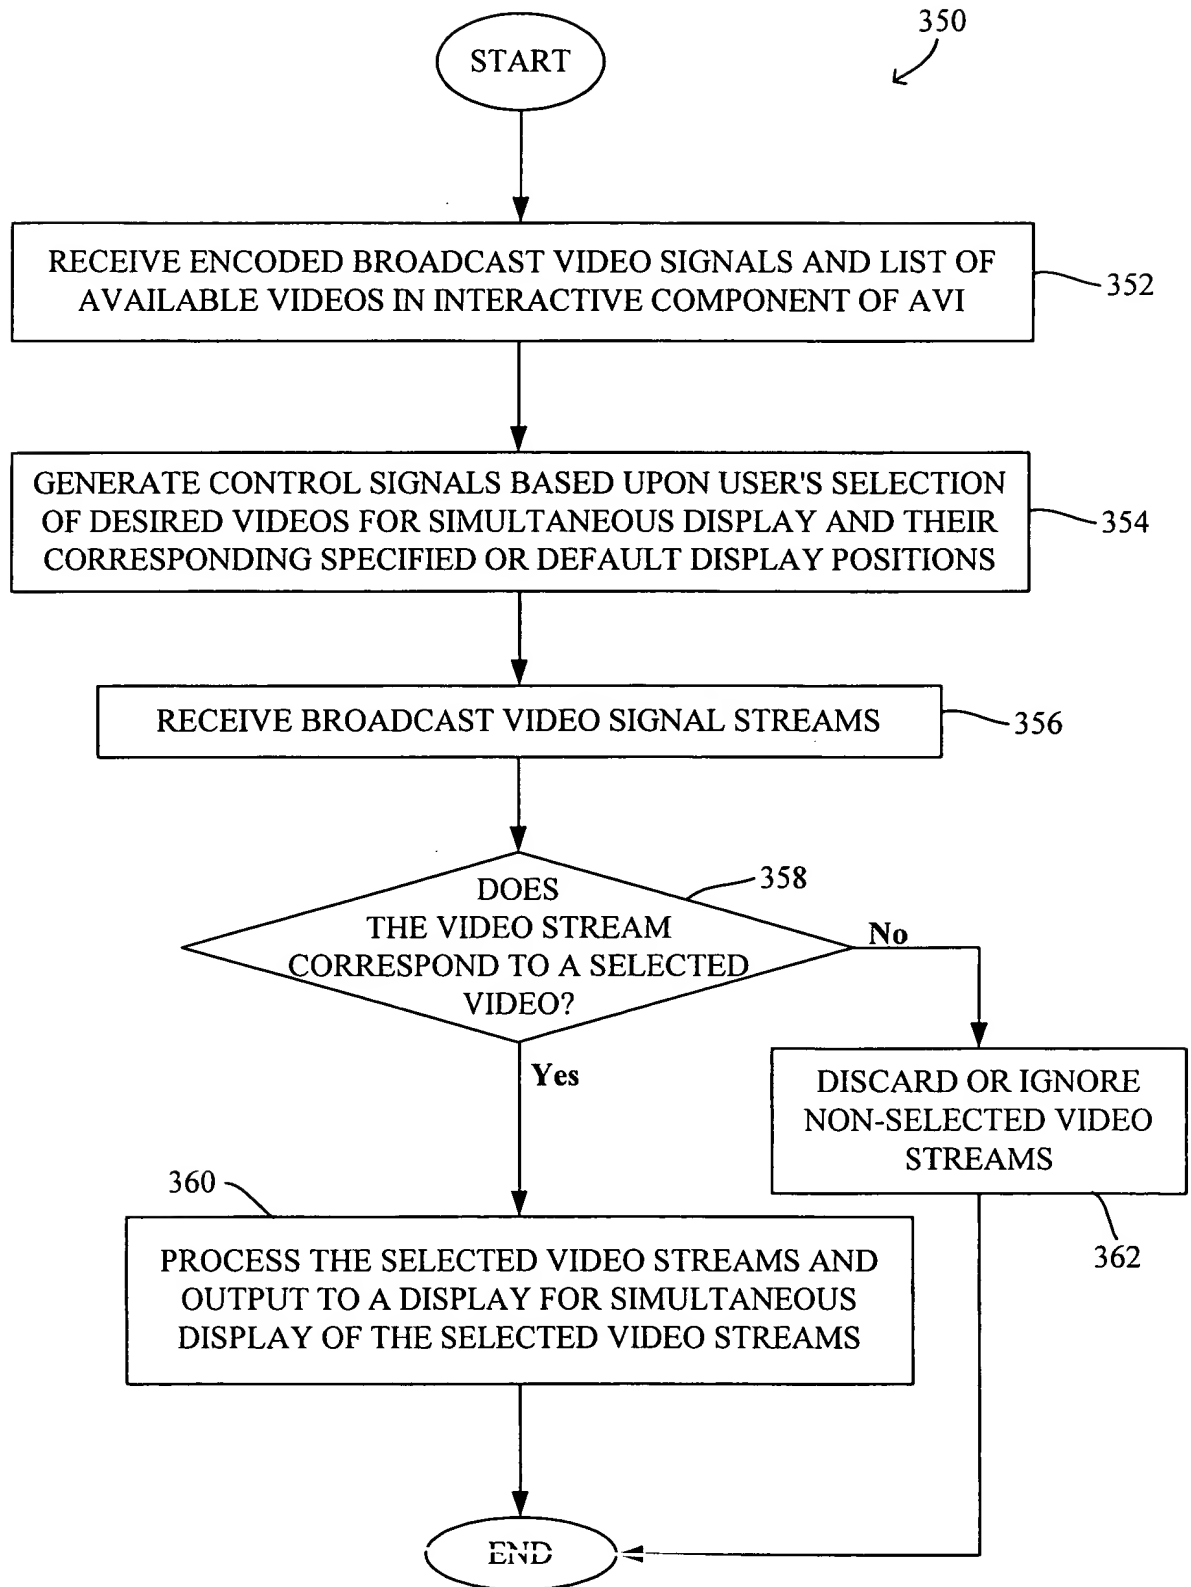 350
START
RECEIVE ENCODED BROADCAST VIDEO SIGNALS AND LIST OF
AVAILABLE VIDEOS IN INTERACTIVE COMPONENT OF AVI
352
GENERATE CONTROL SIGNALS BASED UPON USER'S SELECTION
OF DESIRED VIDEOS FOR SIMULTANEOUS DISPLAY AND THEIR
CORRESPONDING SPECIFIED OR DEFAULT DISPLAY POSITIONS
354
RECEIVE BROADCAST VIDEO SIGNAL STREAMS
356
DOES
THE VIDEO STREAM
CORRESPOND TO A SELECTED
VIDEO?
358
No
Yes
DISCARD OR IGNORE
NON-SELECTED VIDEO
STREAMS
362
360
PROCESS THE SELECTED VIDEO STREAMS AND
OUTPUT TO A DISPLAY FOR SIMULTANEOUS
DISPLAY OF THE SELECTED VIDEO STREAMS
END